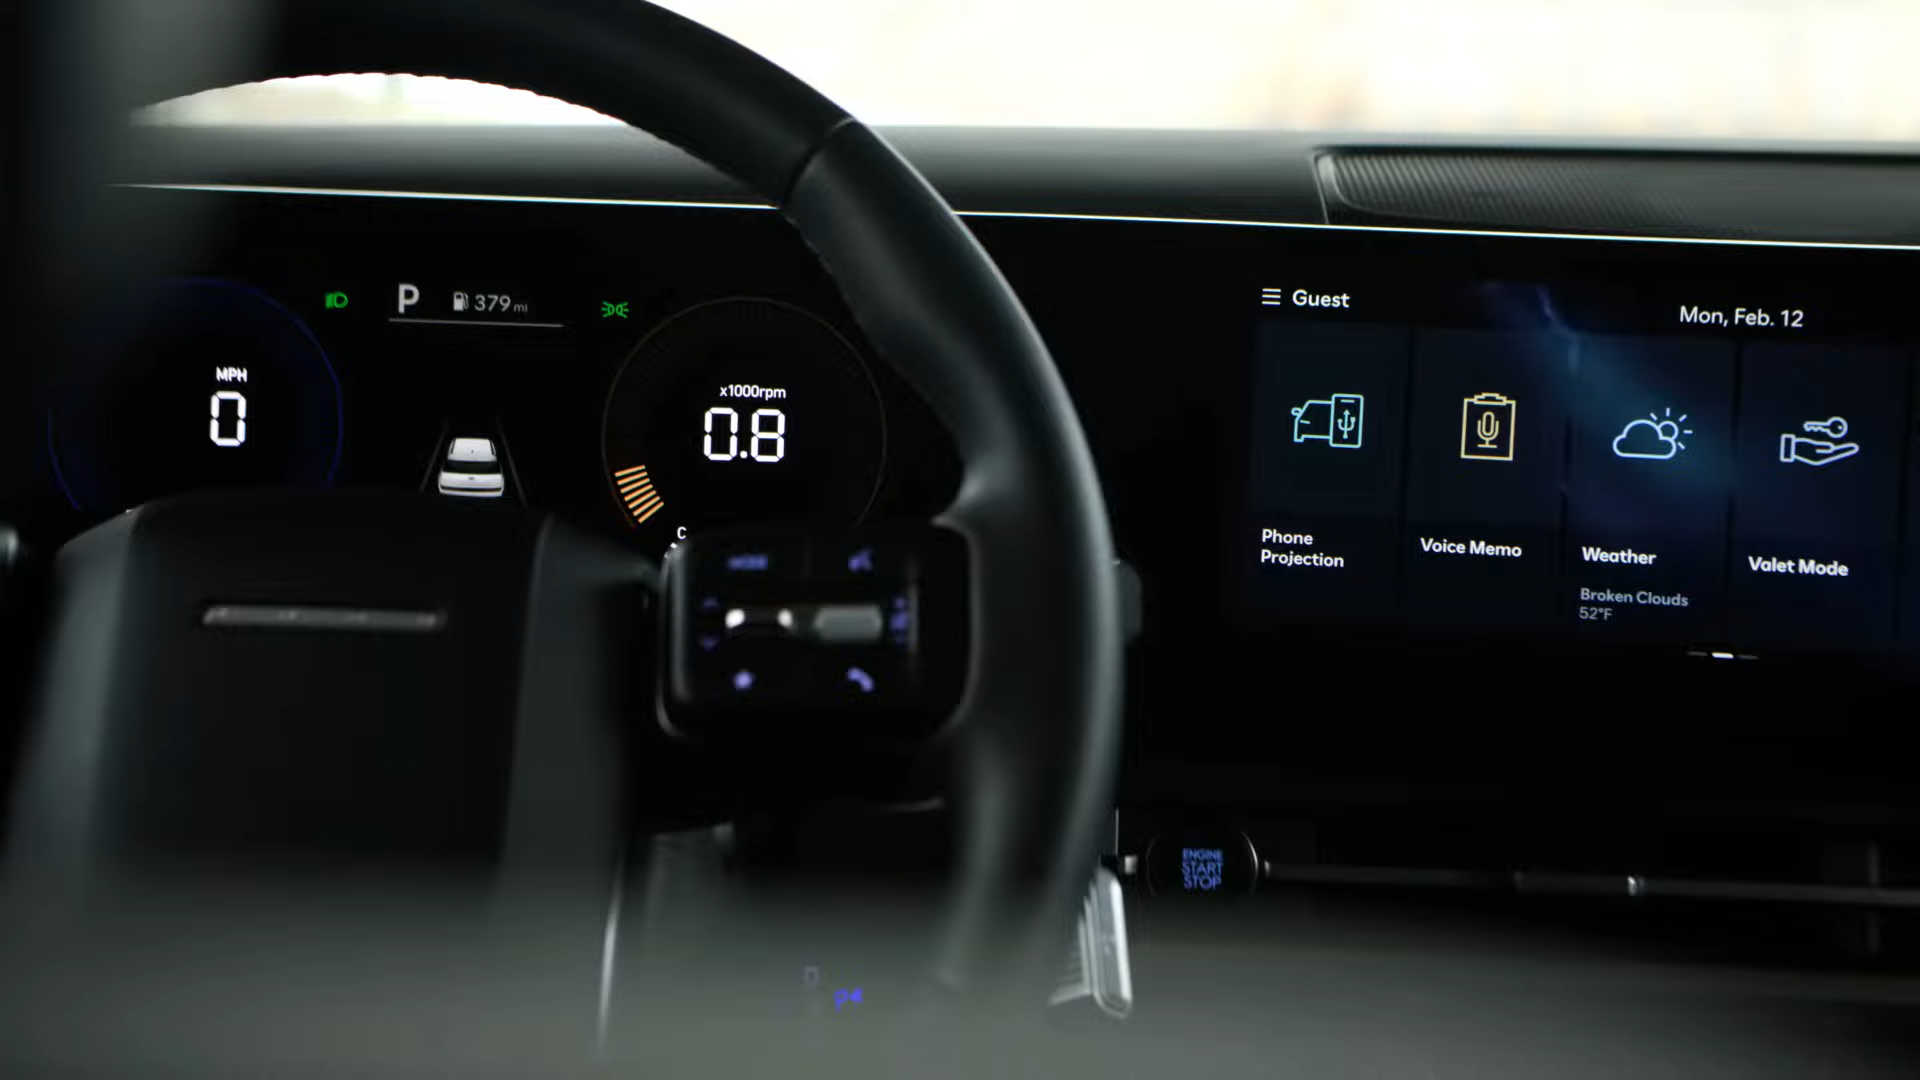 P 379 mi
MPH
0
x1000rpm
0.8
C
Guest
Mon, Feb. 12
Phone
Projection
Voice Memo
Weather
Broken Clouds
52°F
Valet Mode
MODE
ENGINE
START
STOP